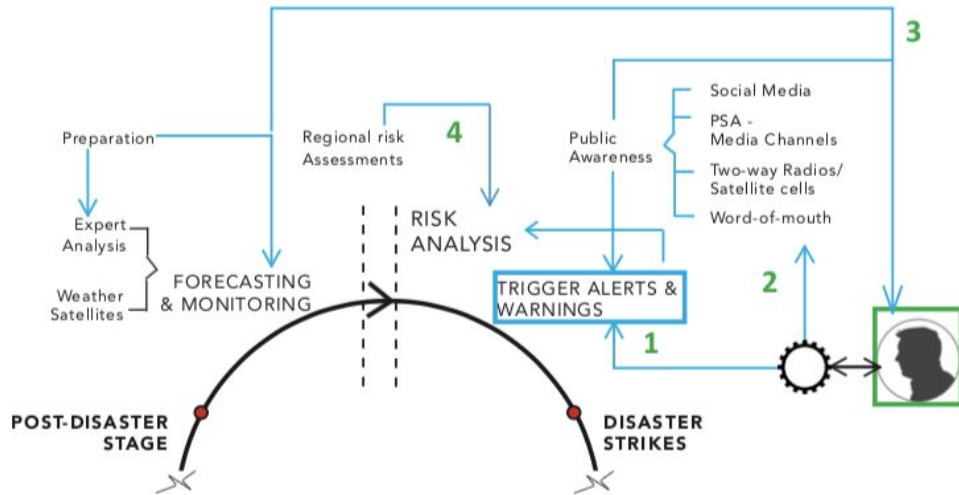 3
Social Media
PSA -
Media Channels
Two-way Radios/
Satellite cells
Word-of-mouth
Public
Awareness
4
Regional risk
Assessments
Preparation
Expert
Analysis
Weather
Satellites
FORECASTING
& MONITORING
RISK
ANALYSIS
TRIGGER ALERTS &
WARNINGS
2
1
POST-DISASTER
STAGE
DISASTER
STRIKES